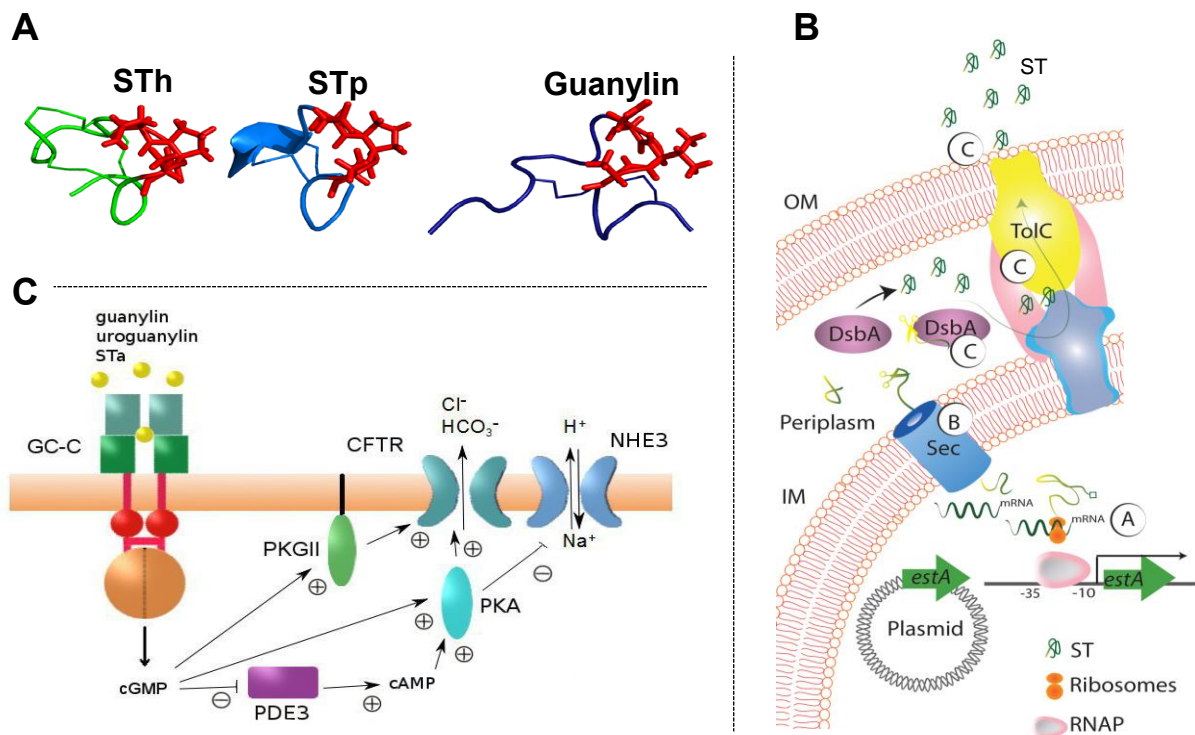 A
STh
STp
Guanylin
C
guanylin
uroguanylin
STa
GC-C
CFTR
Cl⁻
HCO₃⁻
H⁺
NHE3
PKGII
⊕
⊕
⊕
Na⁺
⊖
PKA
⊕
⊕
⊕
cGMP
⊖
PDE3
cAMP
⊕
B
ST
C
OM
TolC
C
DsbA
DsbA
C
Periplasm
B
Sec
IM
mRNA
mRNA
A
estA
-35
-10
estA
Plasmid
ST
Ribosomes
RNAP